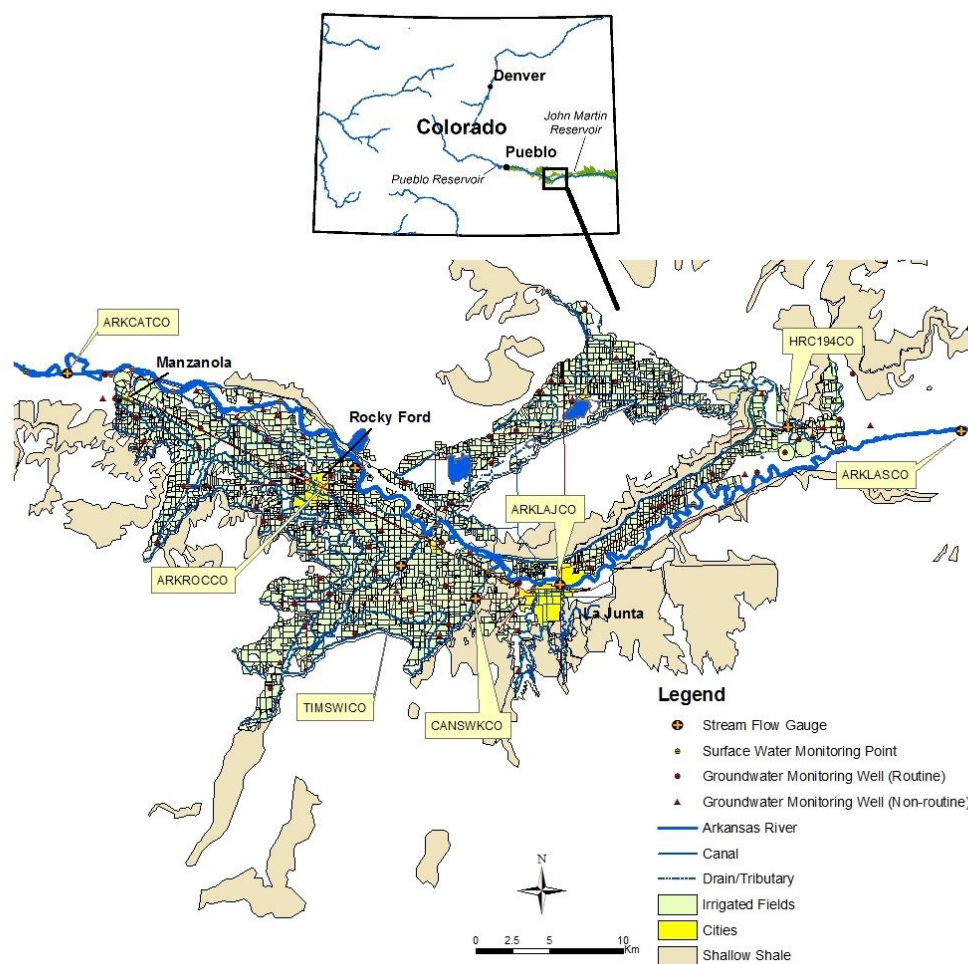 Denver
Colorado
John Martin
Reservoir
Pueblo
Pueblo Reservoir
ARKCATCO
Manzanola
HRC194CO
Rocky Ford
ARKLASCO
ARKLAJCO
ARKROCCO
La Junta
TIMSWICO
CANSWKCO
Legend
Stream Flow Gauge
Surface Water Monitoring Point
Groundwater Monitoring Well (Routine)
Groundwater Monitoring Well (Non-routine)
Arkansas River
Canal
Drain/Tributary
Irrigated Fields
Cities
Shallow Shale
N
0 2.5 5 10
Km